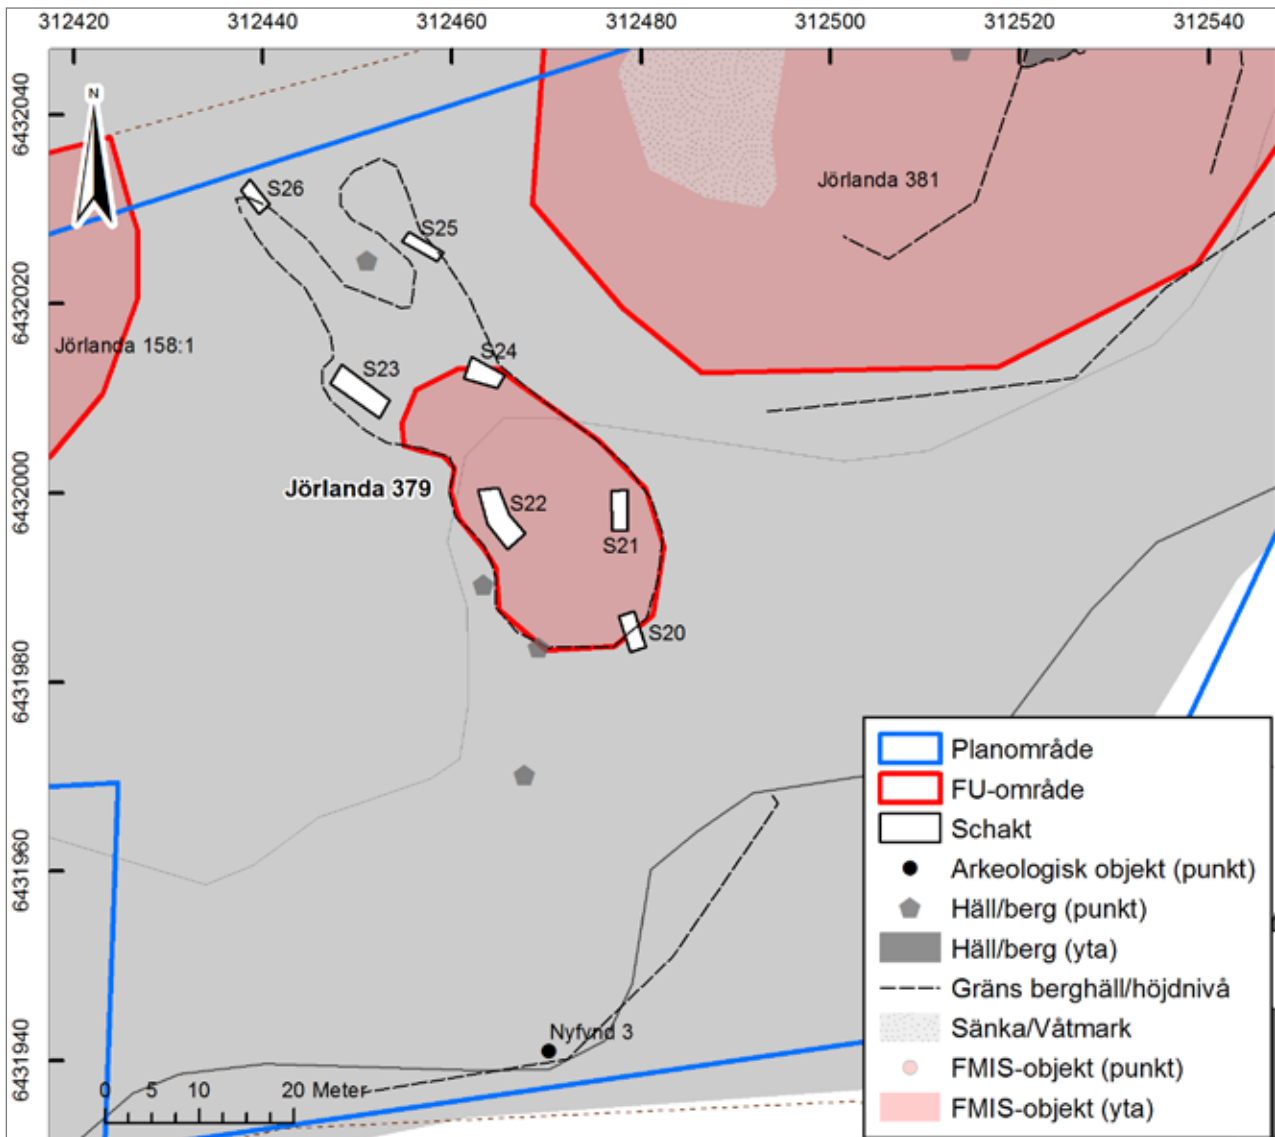 312420 312440 312460 312480 312500 312520 312540
6432040
6432020
6432000
6431980
6431960
6431940
N
S26
S25
Jörlanda 381
Jörlanda 158:1
S24
S23
Jörlanda 379
S22
S21
S20
Nyfynd 3
0 5 10 20 Meter
Planområde
FU-område
Schakt
Arkeologisk objekt (punkt)
Häll/berg (punkt)
Häll/berg (yta)
Gräns berghäll/höjdnivå
Sänka/Våtmark
FMIS-objekt (punkt)
FMIS-objekt (yta)